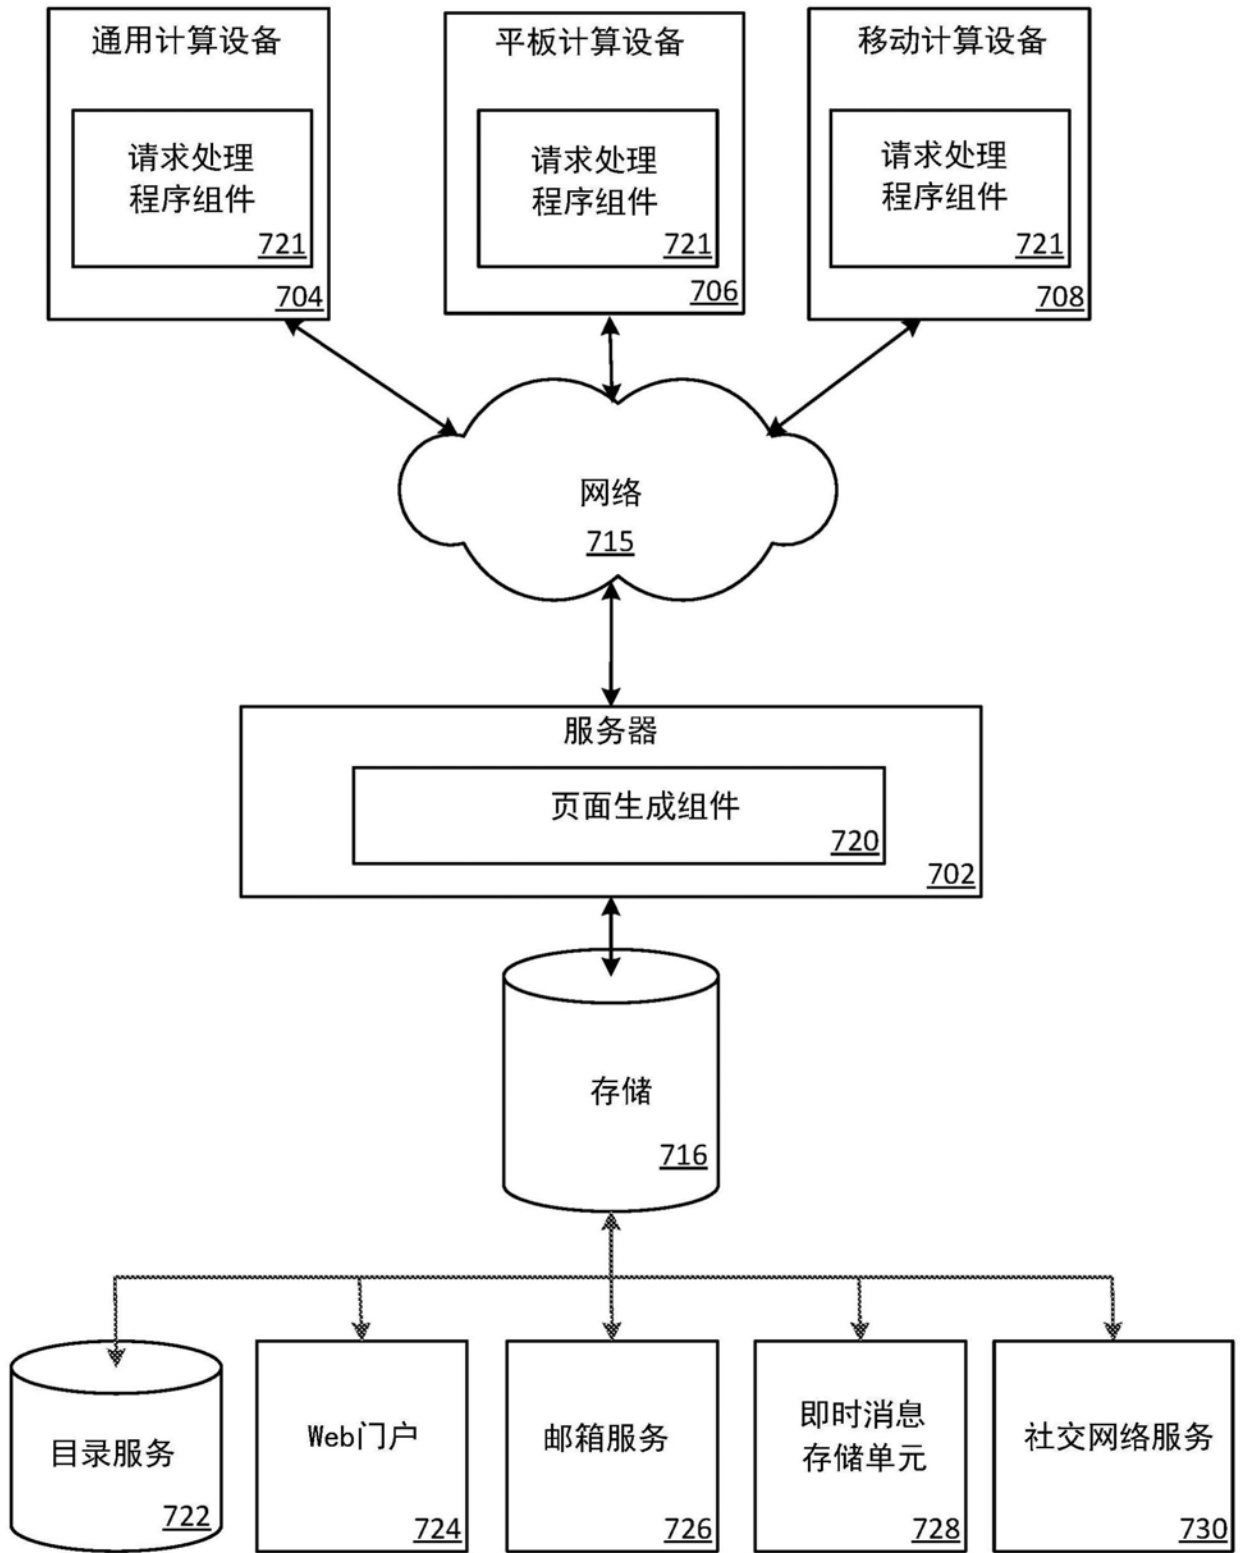 通用计算设备
请求处理
程序组件
721
704
平板计算设备
请求处理
程序组件
721
706
移动计算设备
请求处理
程序组件
721
708
网络
715
服务器
页面生成组件
720
702
存储
716
目录服务
722
Web门户
724
邮箱服务
726
即时消息
存储单元
728
社交网络服务
730